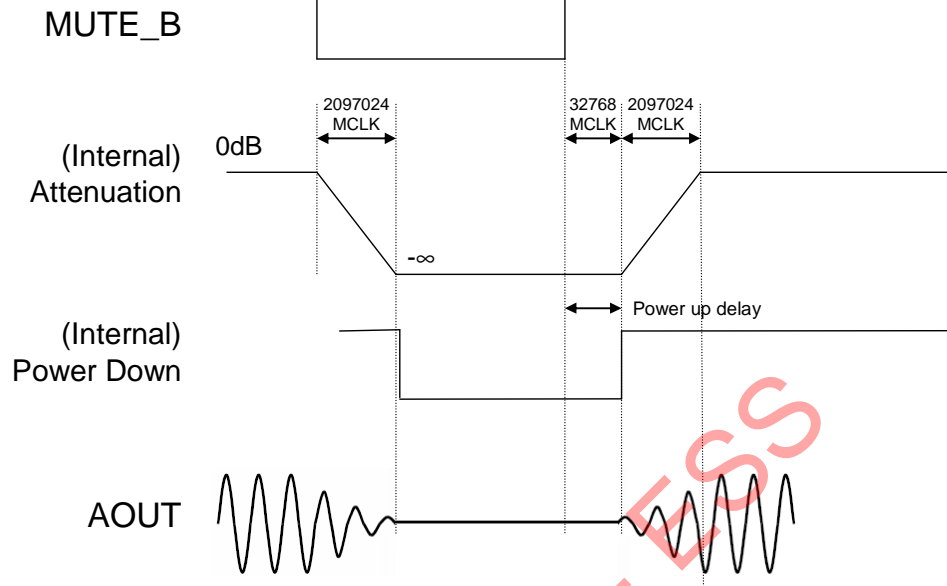 MUTE_B
2097024 32768 2097024
MCLK MCLK MCLK
(Internal) 0dB
Attenuation
-∞
Power up delay
(Internal)
Power Down
AOUT
ESS